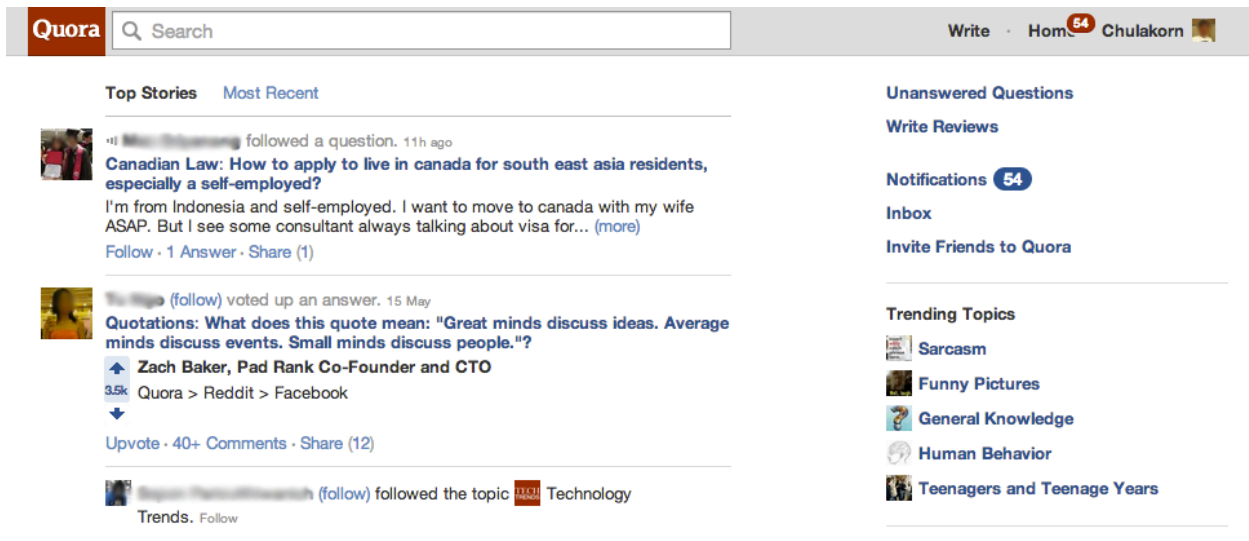 Quora
Search
Write · Home 54 Chulakorn
Top Stories Most Recent
followed a question. 11h ago
Canadian Law: How to apply to live in canada for south east asia residents,
especially a self-employed?
I'm from Indonesia and self-employed. I want to move to canada with my wife
ASAP. But I see some consultant always talking about visa for... (more)
Follow · 1 Answer · Share (1)
(follow) voted up an answer. 15 May
Quotations: What does this quote mean: "Great minds discuss ideas. Average
minds discuss events. Small minds discuss people."?
Zach Baker, Pad Rank Co-Founder and CTO
3.5k Quora > Reddit > Facebook
Upvote · 40+ Comments · Share (12)
(follow) followed the topic TECH TRENDS Technology
Trends. Follow
Unanswered Questions
Write Reviews
Notifications 54
Inbox
Invite Friends to Quora
Trending Topics
Sarcasm
Funny Pictures
General Knowledge
Human Behavior
Teenagers and Teenage Years